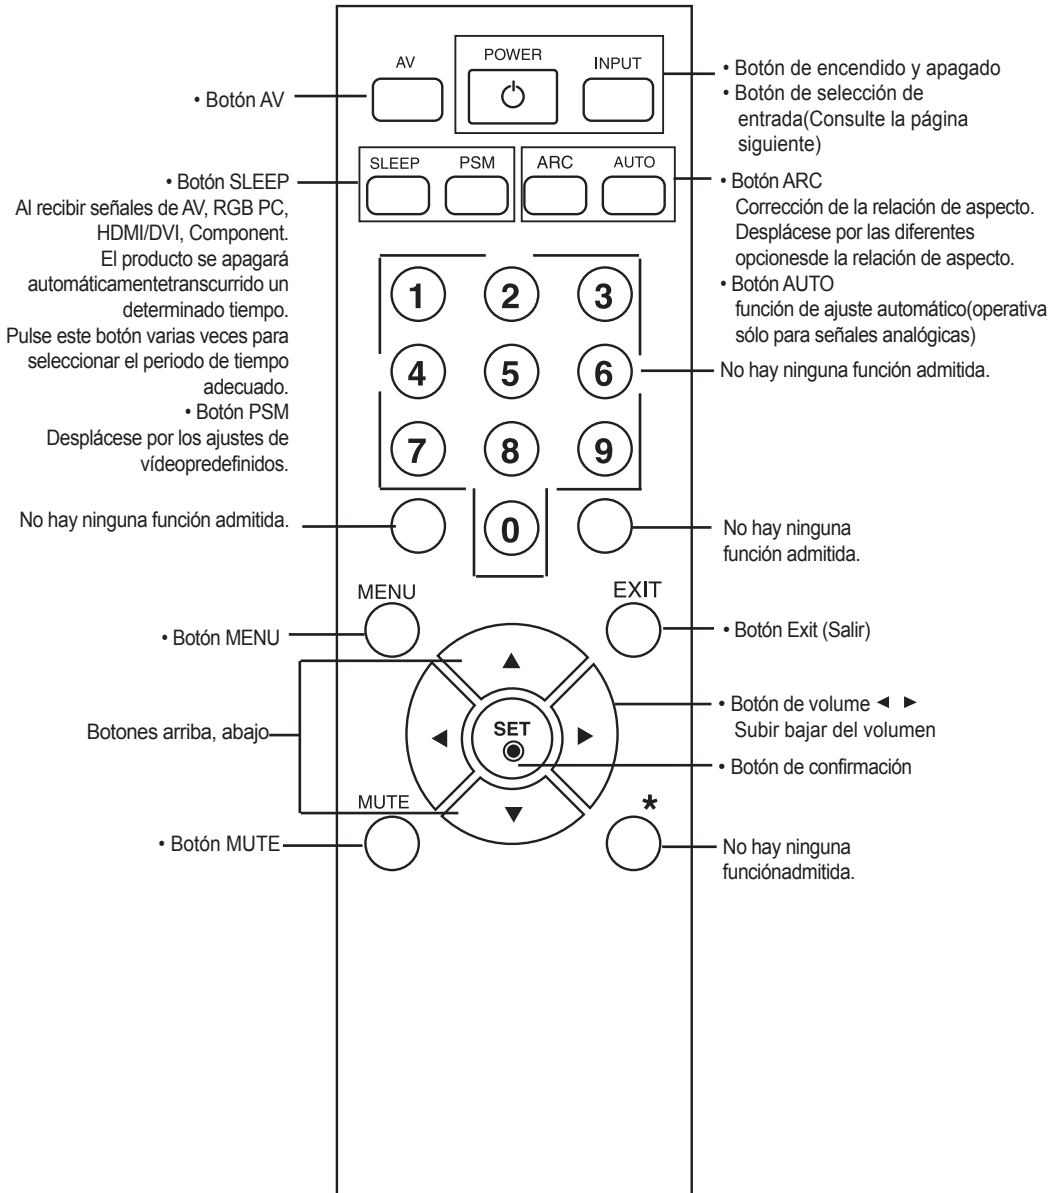 AV
POWER
INPUT
• Botón AV
• Botón de encendido y apagado
• Botón de selección de
entrada(Consulte la página
siguiente)
SLEEP
PSM
ARC
AUTO
• Botón SLEEP
Al recibir señales de AV, RGB PC,
HDMI/DVI, Component.
El producto se apagará
automáticamentetranscurrido un
determinado tiempo.
Pulse este botón varias veces para
seleccionar el periodo de tiempo
adecuado.
• Botón PSM
Desplácese por los ajustes de
vídeopredefinidos.
• Botón ARC
Corrección de la relación de aspecto.
Desplácese por las diferentes
opcionesde la relación de aspecto.
• Botón AUTO
función de ajuste automático(operativa
sólo para señales analógicas)
1
2
3
4
5
6
No hay ninguna función admitida.
7
8
9
No hay ninguna función admitida.
0
No hay ninguna
función admitida.
MENU
EXIT
• Botón MENU
• Botón Exit (Salir)
▲
Botones arriba, abajo
◄
SET
►
• Botón de volume ◄ ►
Subir bajar del volumen
• Botón de confirmación
▼
MUTE
*
• Botón MUTE
No hay ninguna
funciónadmitida.